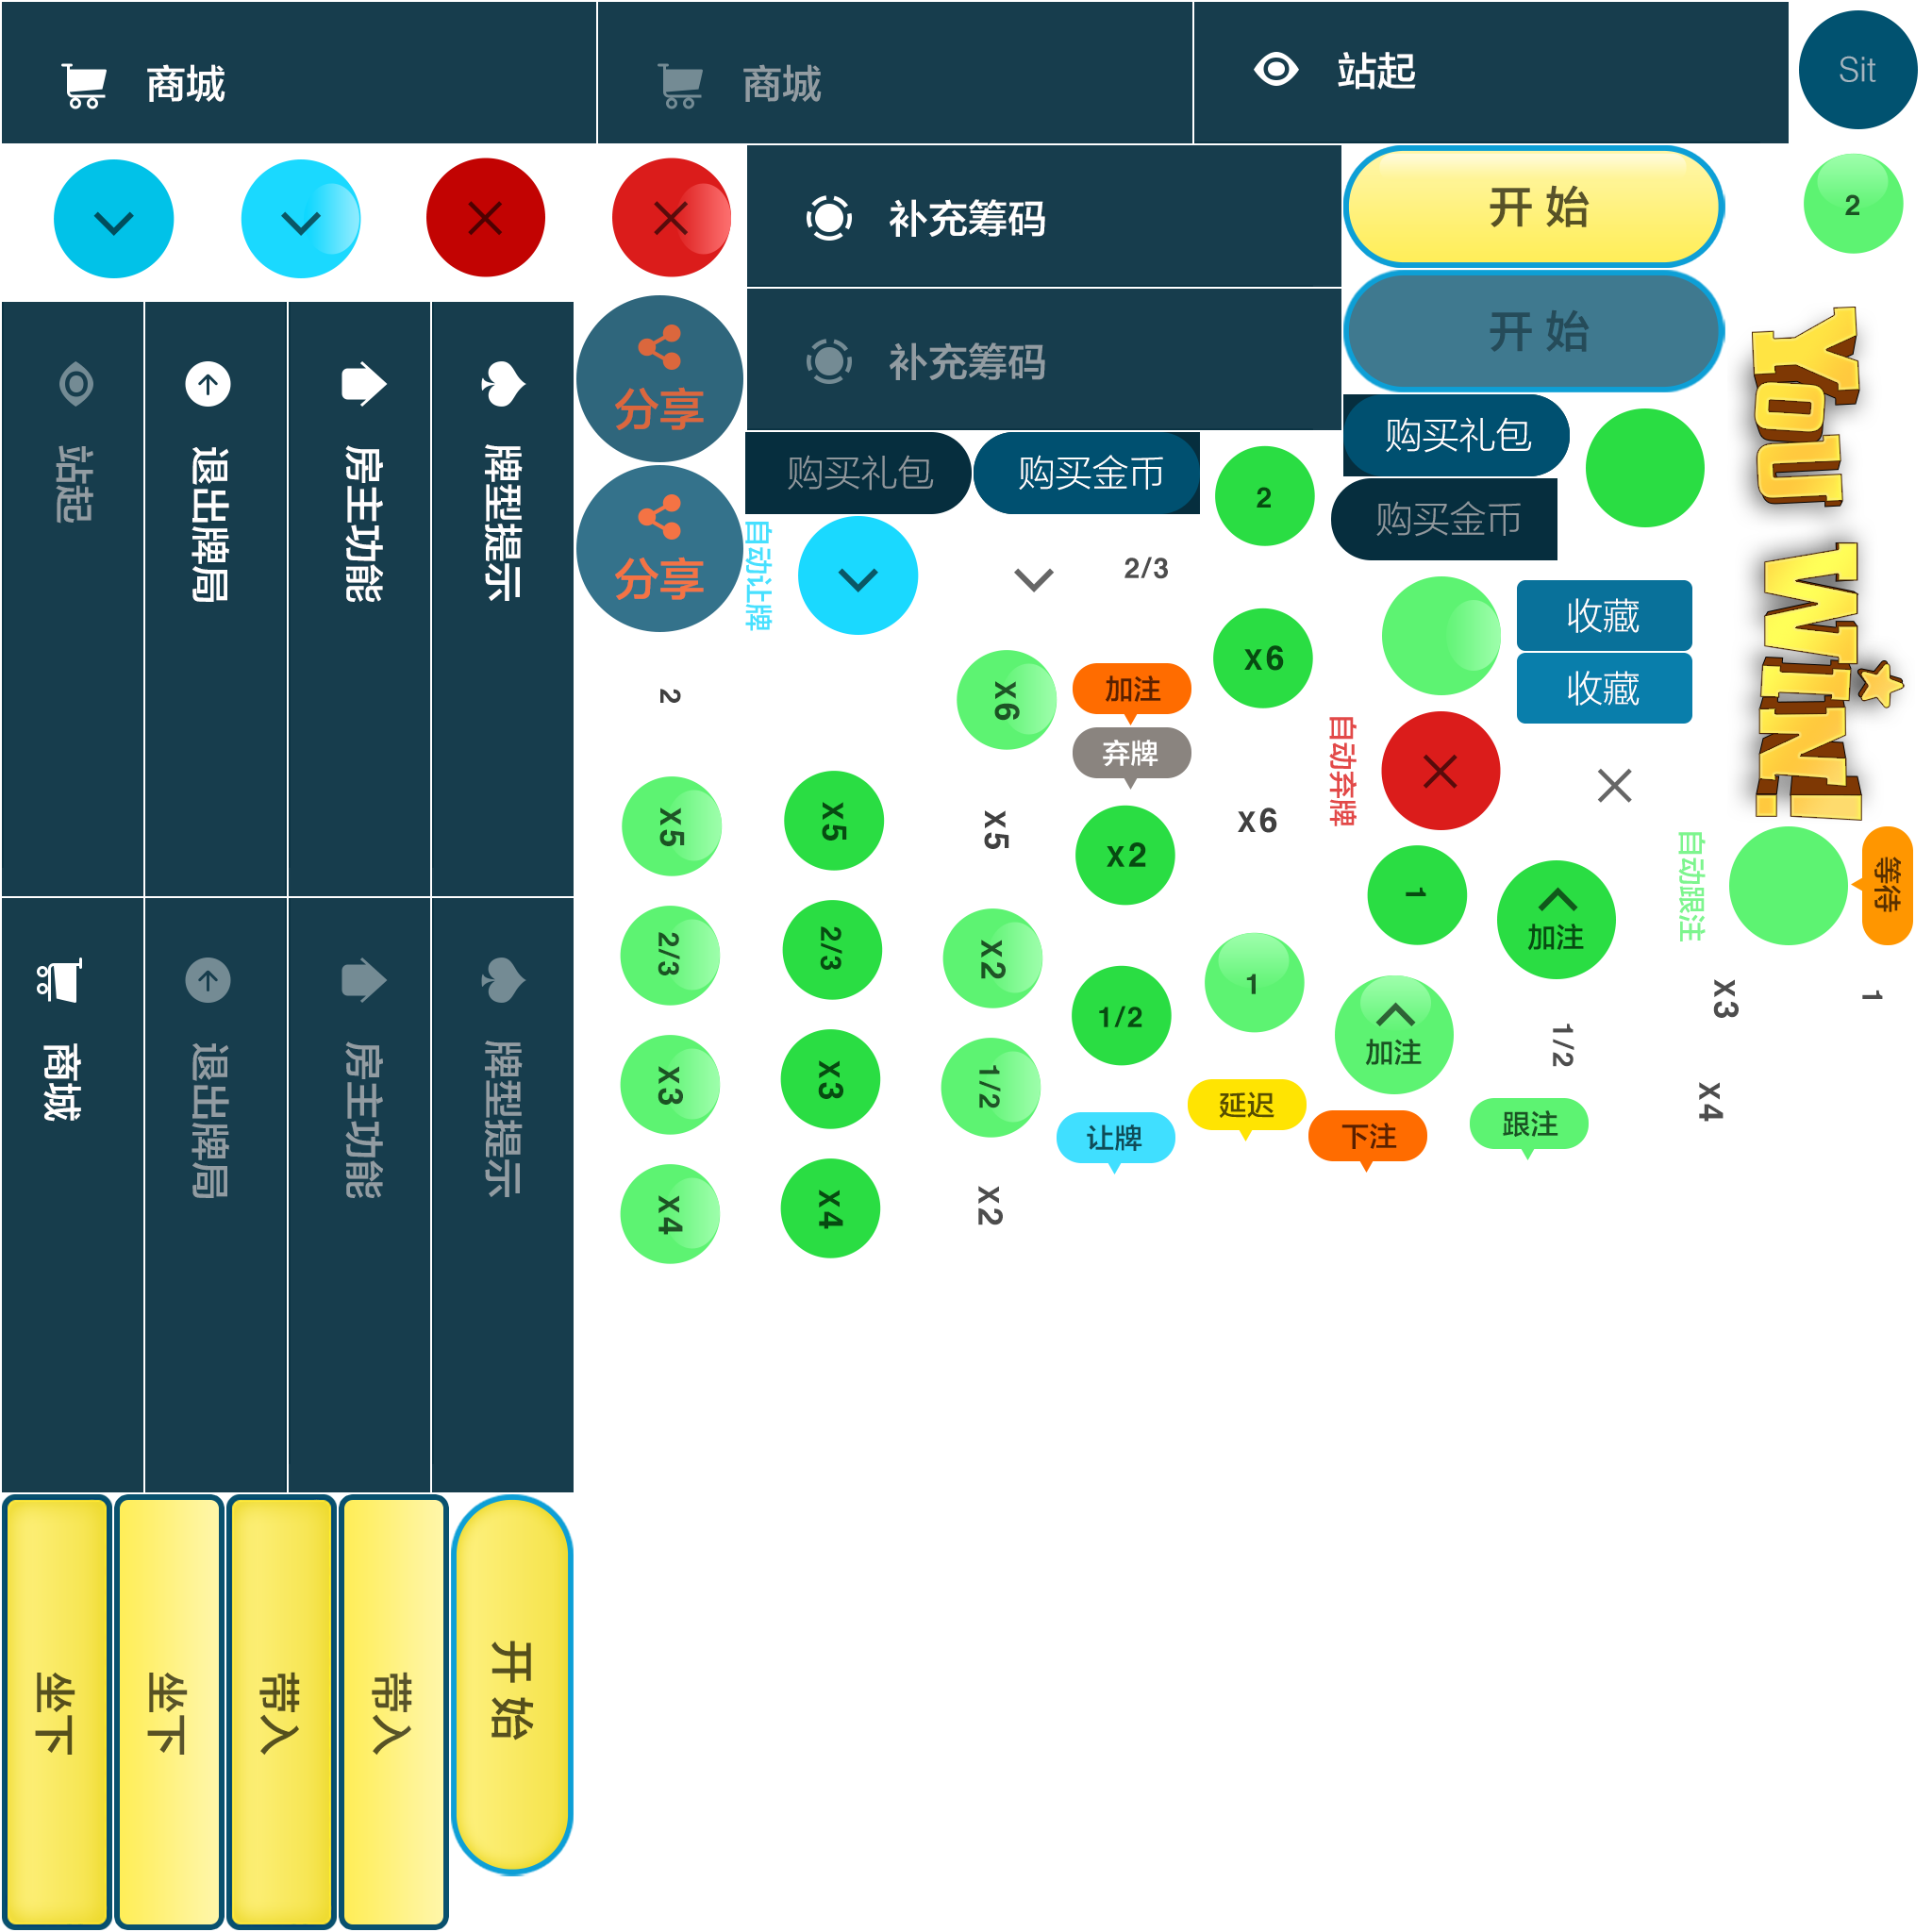 商城
商城
站起
Sit
补充筹码
开 始
2
补充筹码
开 始
站起
退出牌局
房主功能
牌型提示
分享
分享
购买礼包
购买金币
购买礼包
购买金币
2
自动让牌
2/3
YOU WIN!
收藏
收藏
2
X6
加注
弃牌
X6
自动弃牌
X5
X5
X5
X2
X6
1
加注
自动跟注
等待
2/3
2/3
X2
1/2
1
加注
1/2
X3
1
X4
X3
X3
1/2
让牌
延迟
下注
跟注
X4
X4
X2
商城
退出牌局
房主功能
牌型提示
坐下
坐下
带入
带入
开 始